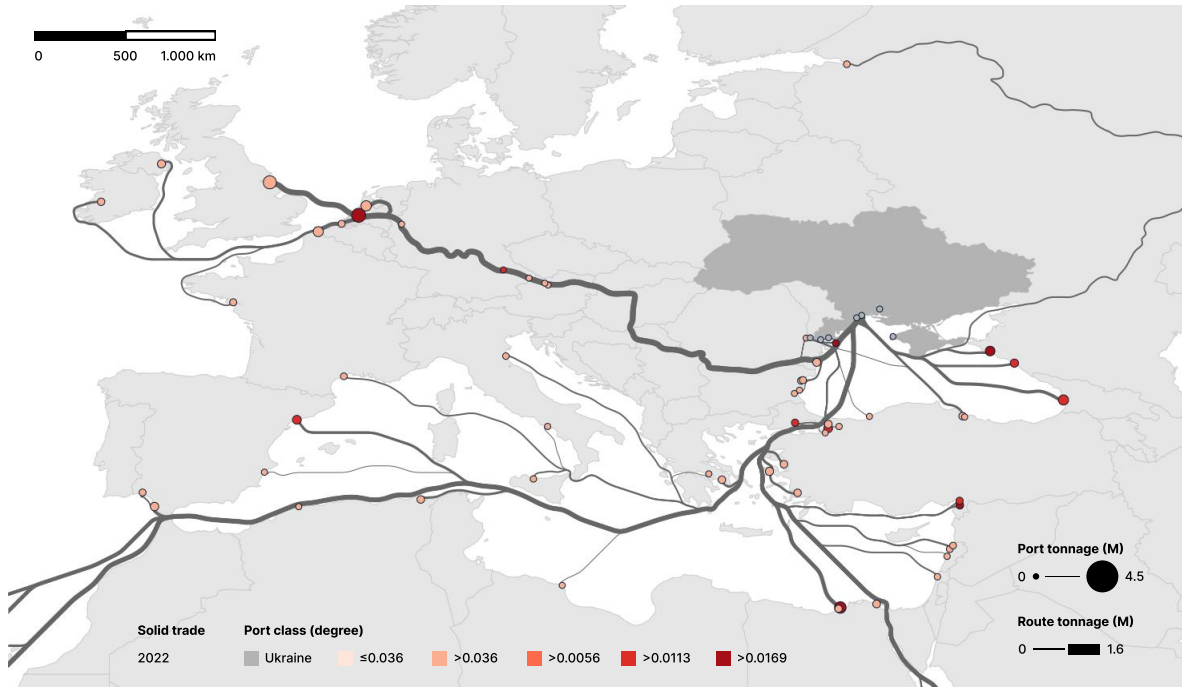 0 500 1.000 km
Port tonnage (M)
0 4.5
Route tonnage (M)
0 1.6
Solid trade Port class (degree)
2022 Ukraine ≤0.036 >0.036 >0.0056 >0.0113 >0.0169